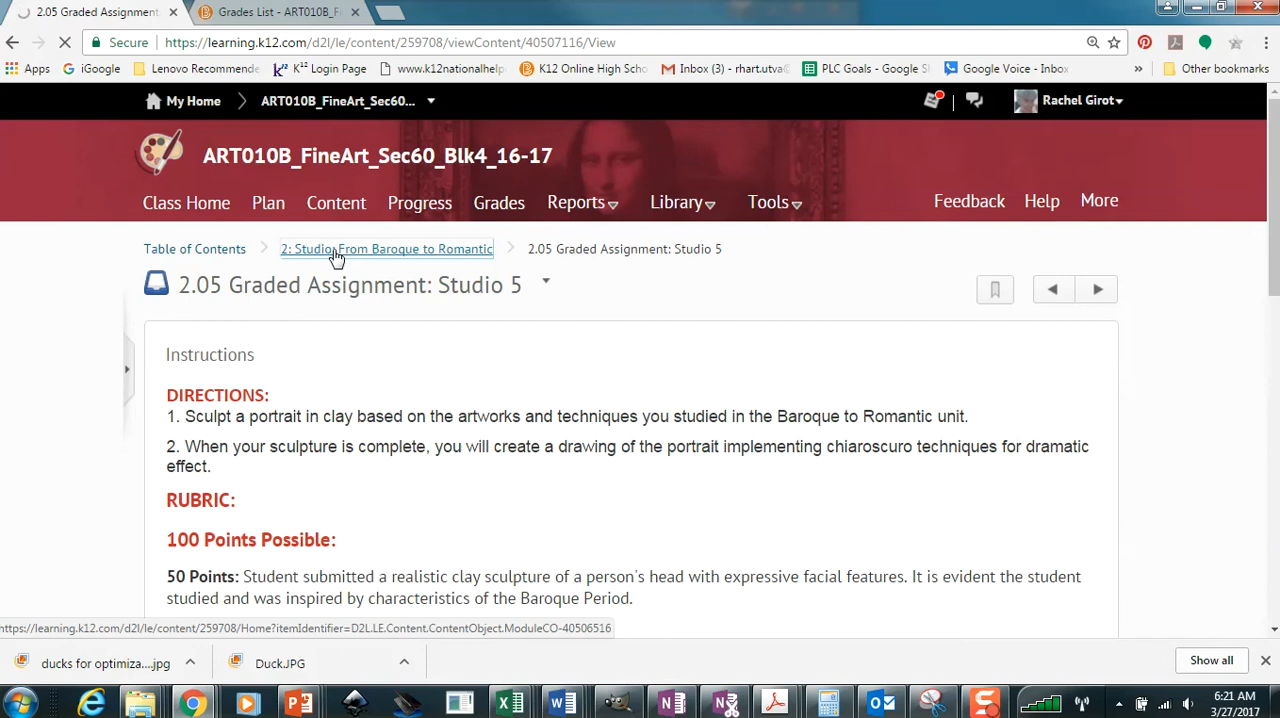 2.05 Graded Assignment: ×
Grades List - ART010B_F ×
Secure https://learning.k12.com/d2l/le/content/259708/viewContent/40507116/View
Apps iGoogle Lenovo Recommende K¹² Login Page www.k12nationalhelp K12 Online High Scho Inbox (3) - rhart.utva@ PLC Goals - Google S Google Voice - Inbox » Other bookmarks
My Home ART010B_FineArt_Sec60... Rachel Girot
ART010B_FineArt_Sec60_Blk4_16-17
Class Home Plan Content Progress Grades Reports Library Tools Feedback Help More
Table of Contents 2: Studio: From Baroque to Romantic 2.05 Graded Assignment: Studio 5
2.05 Graded Assignment: Studio 5
Instructions
DIRECTIONS:
1. Sculpt a portrait in clay based on the artworks and techniques you studied in the Baroque to Romantic unit.
2. When your sculpture is complete, you will create a drawing of the portrait implementing chiaroscuro techniques for dramatic
effect.
RUBRIC:
100 Points Possible:
50 Points: Student submitted a realistic clay sculpture of a person's head with expressive facial features. It is evident the student
studied and was inspired by characteristics of the Baroque Period.
https://learning.k12.com/d2l/le/content/259708/Home?itemIdentifier=D2L.LE.Content.ContentObject.ModuleCO-40506516
ducks for optimiza....jpg Duck.JPG Show all
6:21 AM
3/27/2017